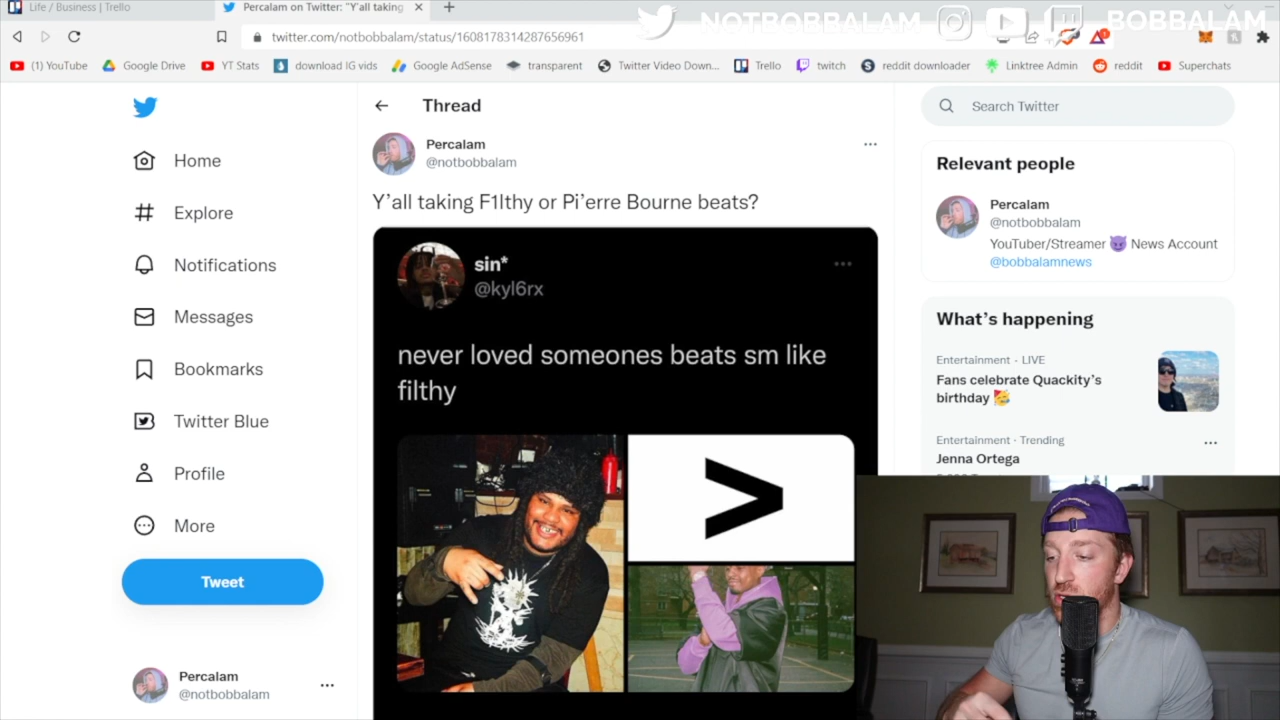 Life / Business | Trello
Percalam on Twitter: "Y'all taking
NOTBOBBALAM
BOBBALAM
twitter.com/notbobbalam/status/1608178314287656961
(1) YouTube
Google Drive
YT Stats
download IG vids
Google AdSense
transparent
Twitter Video Down...
Trello
twitch
reddit downloader
Linktree Admin
reddit
Superchats
Home
Explore
Notifications
Messages
Bookmarks
Twitter Blue
Profile
More
Tweet
Percalam
@notbobbalam
Thread
Percalam
@notbobbalam
Y'all taking F1lthy or Pi'erre Bourne beats?
sin*
@kyl6rx
never loved someones beats sm like
filthy
>
Search Twitter
Relevant people
Percalam
@notbobbalam
YouTuber/Streamer 😈 News Account
@bobbalamnews
What's happening
Entertainment · LIVE
Fans celebrate Quackity's
birthday 🥳
Entertainment · Trending
Jenna Ortega